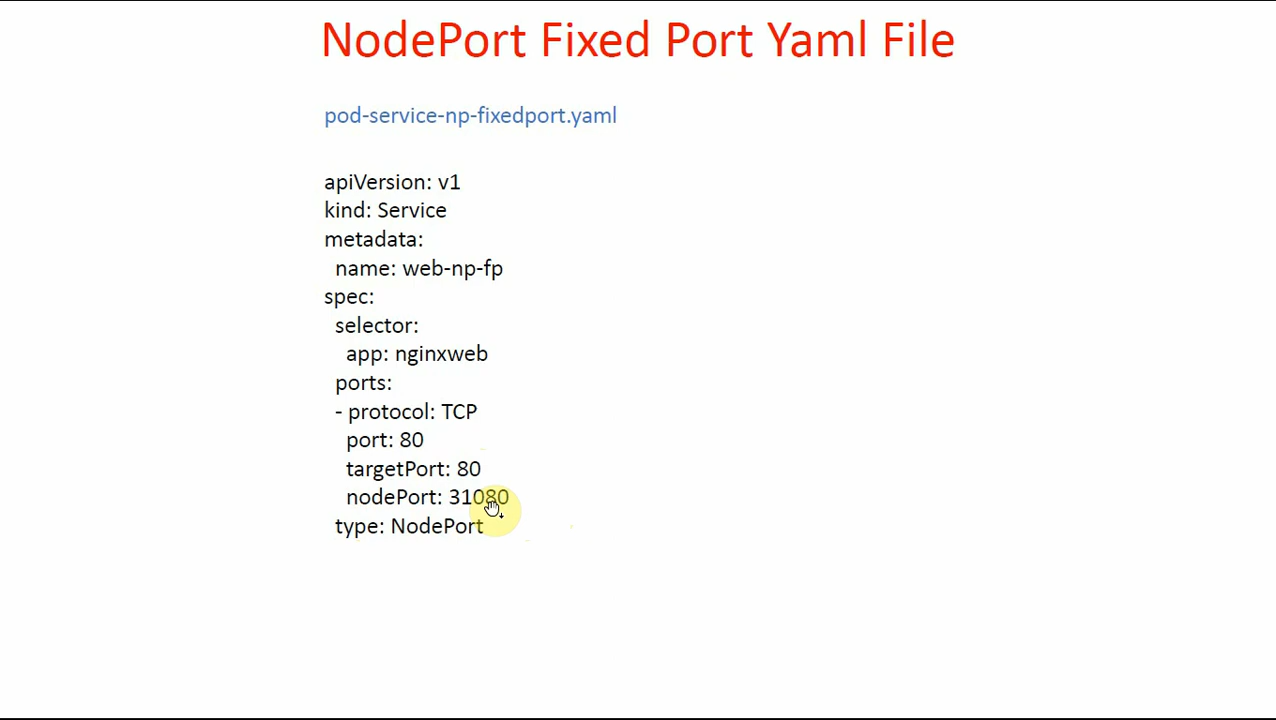 NodePort Fixed Port Yaml File
pod-service-np-fixedport.yaml
apiVersion: v1
kind: Service
metadata:
  name: web-np-fp
spec:
  selector:
    app: nginxweb
  ports:
  - protocol: TCP
    port: 80
    targetPort: 80
    nodePort: 31080
  type: NodePort